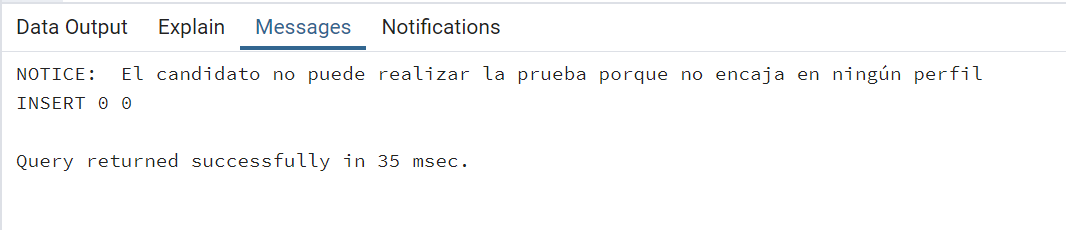 Data Output Explain Messages Notifications
NOTICE:  El candidato no puede realizar la prueba porque no encaja en ningún perfil
INSERT 0 0
Query returned successfully in 35 msec.